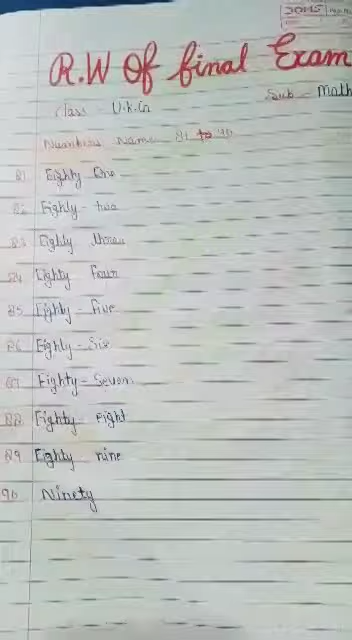 DOMS
R.W Of final Exam
Sub - Math
Class U.K.G
Numbers Name 81 to 90
81 Eighty One
82 Eighty - two
83 Eighty three
84 Eighty Four
85 Eighty - Five
86 Eighty - Six
87 Eighty - Seven
88 Eighty - Eight
89 Eighty nine
90 Ninety